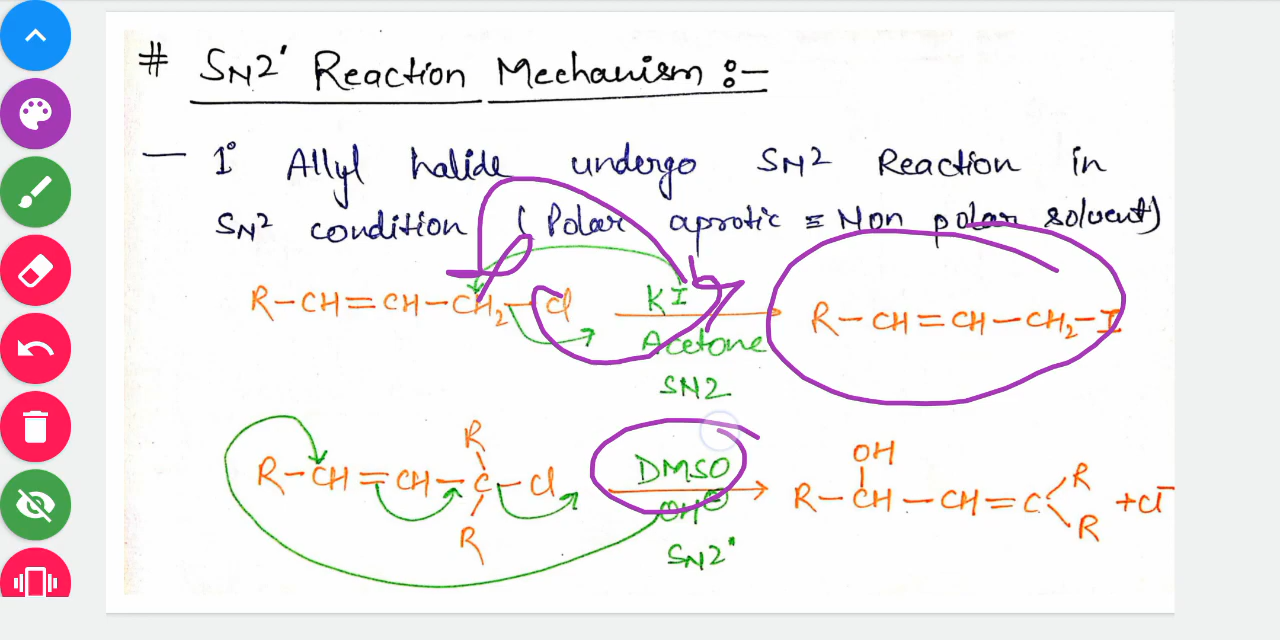 # SN2' Reaction Mechanism :-
— 1° Allyl halide undergo SN2 Reaction in
SN2 condition (Polar aprotic ≡ Non polar solvent)
R-CH=CH-CH₂-Cl KI Acetone SN2 R-CH=CH-CH₂-I
R-CH=CH-C(R)(R)-Cl DMSO OH⊖ SN2' R-CH(OH)-CH=C(R)(R) + Cl⁻